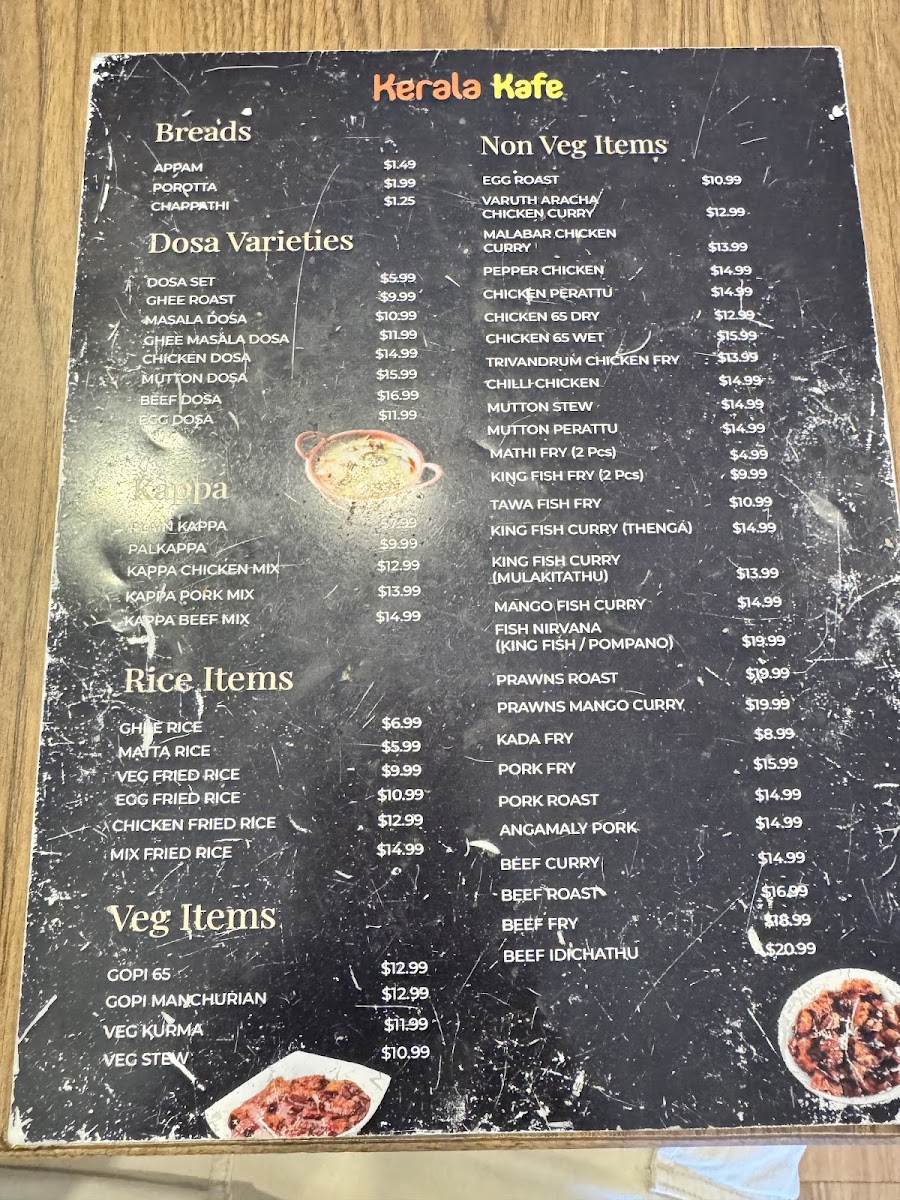 Kerala Kafe
Breads
APPAM $1.49
POROTTA $1.99
CHAPPATHI $1.25
Dosa Varieties
DOSA SET $5.99
GHEE ROAST $9.99
MASALA DOSA $10.99
GHEE MASALA DOSA $11.99
CHICKEN DOSA $14.99
MUTTON DOSA $15.99
BEEF DOSA $16.99
EGG DOSA $11.99
Kappa
PLAIN KAPPA $7.99
PALKAPPA $9.99
KAPPA CHICKEN MIX $12.99
KAPPA PORK MIX $13.99
KAPPA BEEF MIX $14.99
Rice Items
GHEE RICE $6.99
MATTA RICE $5.99
VEG FRIED RICE $9.99
EGG FRIED RICE $10.99
CHICKEN FRIED RICE $12.99
MIX FRIED RICE $14.99
Veg Items
GOPI 65 $12.99
GOPI MANCHURIAN $12.99
VEG KURMA $11.99
VEG STEW $10.99
Non Veg Items
EGG ROAST $10.99
VARUTH ARACHA
CHICKEN CURRY $12.99
MALABAR CHICKEN
CURRY $13.99
PEPPER CHICKEN $14.99
CHICKEN PERATTU $14.99
CHICKEN 65 DRY $12.99
CHICKEN 65 WET $15.99
TRIVANDRUM CHICKEN FRY $13.99
CHILLI CHICKEN $14.99
MUTTON STEW $14.99
MUTTON PERATTU $14.99
MATHI FRY (2 Pcs) $4.99
KING FISH FRY (2 Pcs) $9.99
TAWA FISH FRY $10.99
KING FISH CURRY (THENGA) $14.99
KING FISH CURRY
(MULAKITATHU) $13.99
MANGO FISH CURRY $14.99
FISH NIRVANA
(KING FISH / POMPANO) $19.99
PRAWNS ROAST $19.99
PRAWNS MANGO CURRY $19.99
KADA FRY $8.99
PORK FRY $15.99
PORK ROAST $14.99
ANGAMALY PORK $14.99
BEEF CURRY $14.99
BEEF ROAST $16.99
BEEF FRY $18.99
BEEF IDICHATHU $20.99